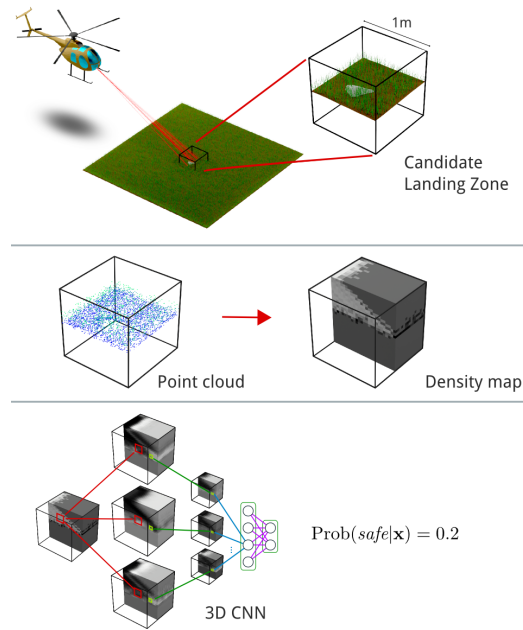 1m
Candidate
Landing Zone
Point cloud
Density map
Prob(safe|x) = 0.2
3D CNN